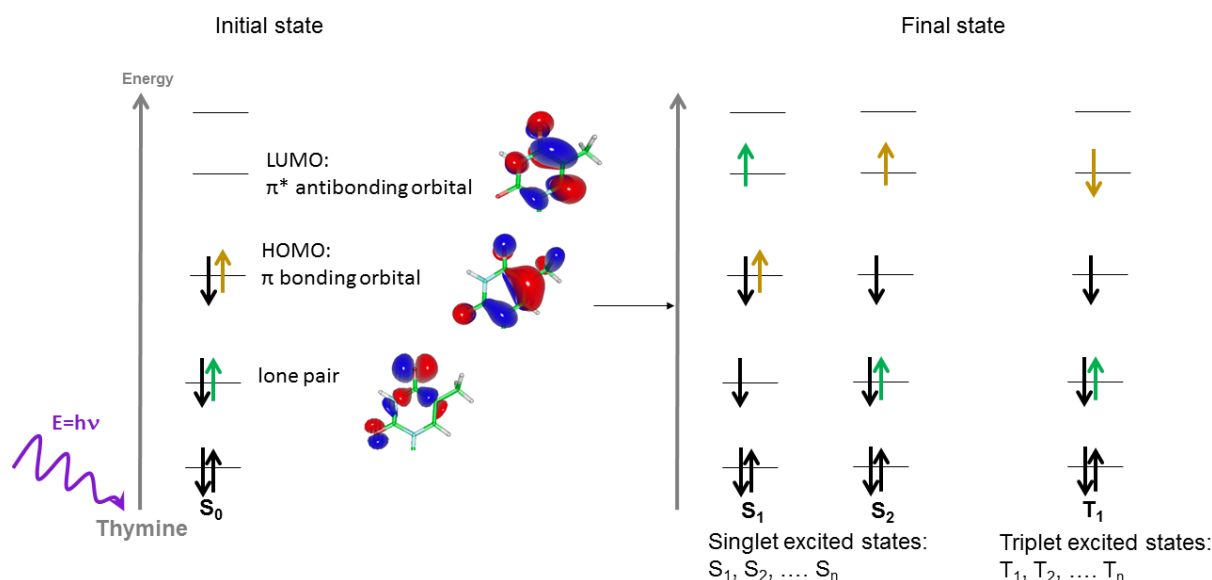 Initial state
Final state
Energy
LUMO:
π* antibonding orbital
HOMO:
π bonding orbital
lone pair
E=hν
Thymine
S₀
S₁
S₂
T₁
Singlet excited states:
S₁, S₂, .... Sₙ
Triplet excited states:
T₁, T₂, .... Tₙ